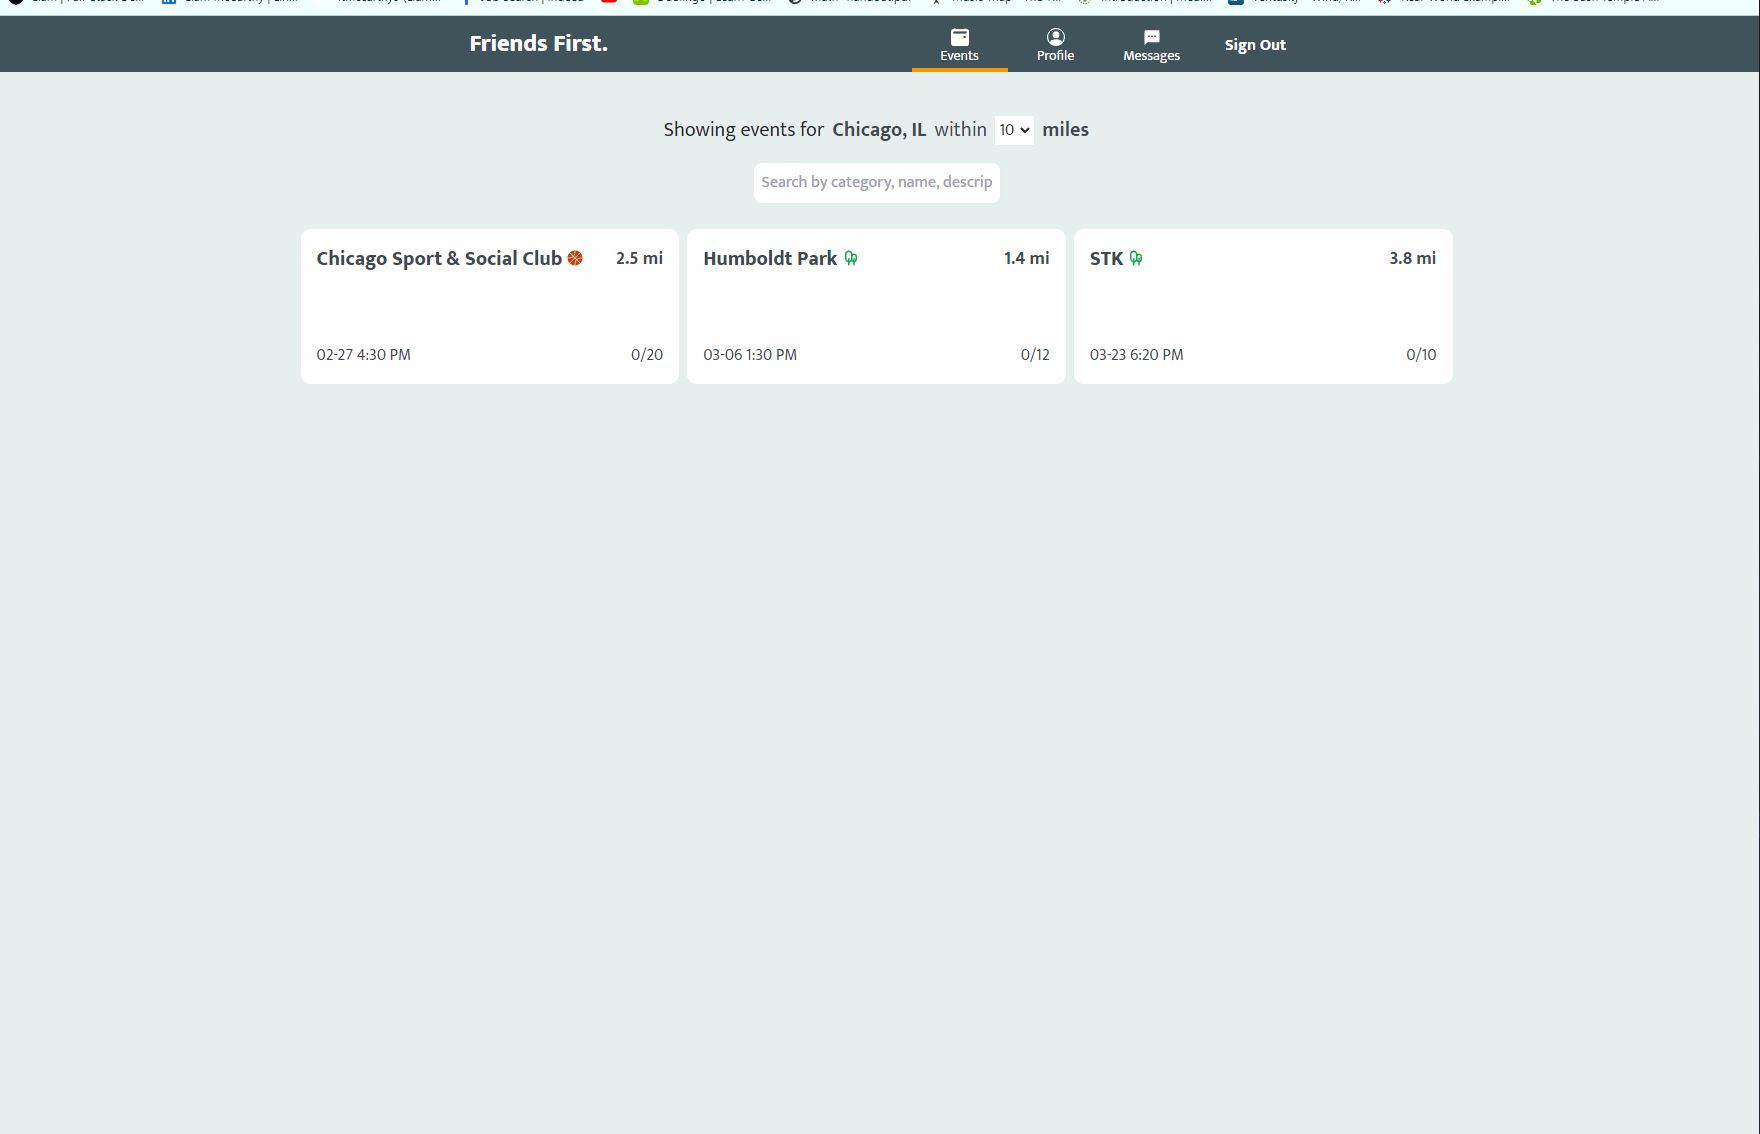 Friends First.
Events
Profile
Messages
Sign Out
Showing events for Chicago, IL within 10 miles
Search by category, name, descrip
Chicago Sport & Social Club 2.5 mi
02-27 4:30 PM 0/20
Humboldt Park 1.4 mi
03-06 1:30 PM 0/12
STK 3.8 mi
03-23 6:20 PM 0/10